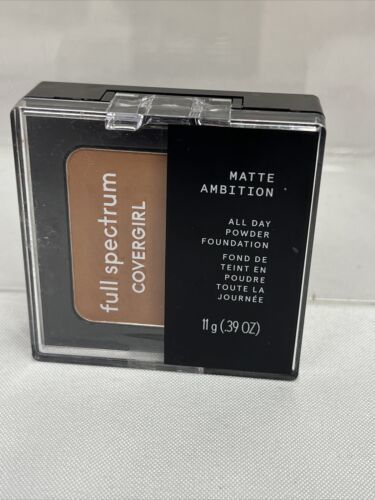 full spectrum
COVERGIRL
MATTE
AMBITION
ALL DAY
POWDER
FOUNDATION
FOND DE
TEINT EN
POUDRE
TOUTE LA
JOURNÉE
11 g (.39 OZ)